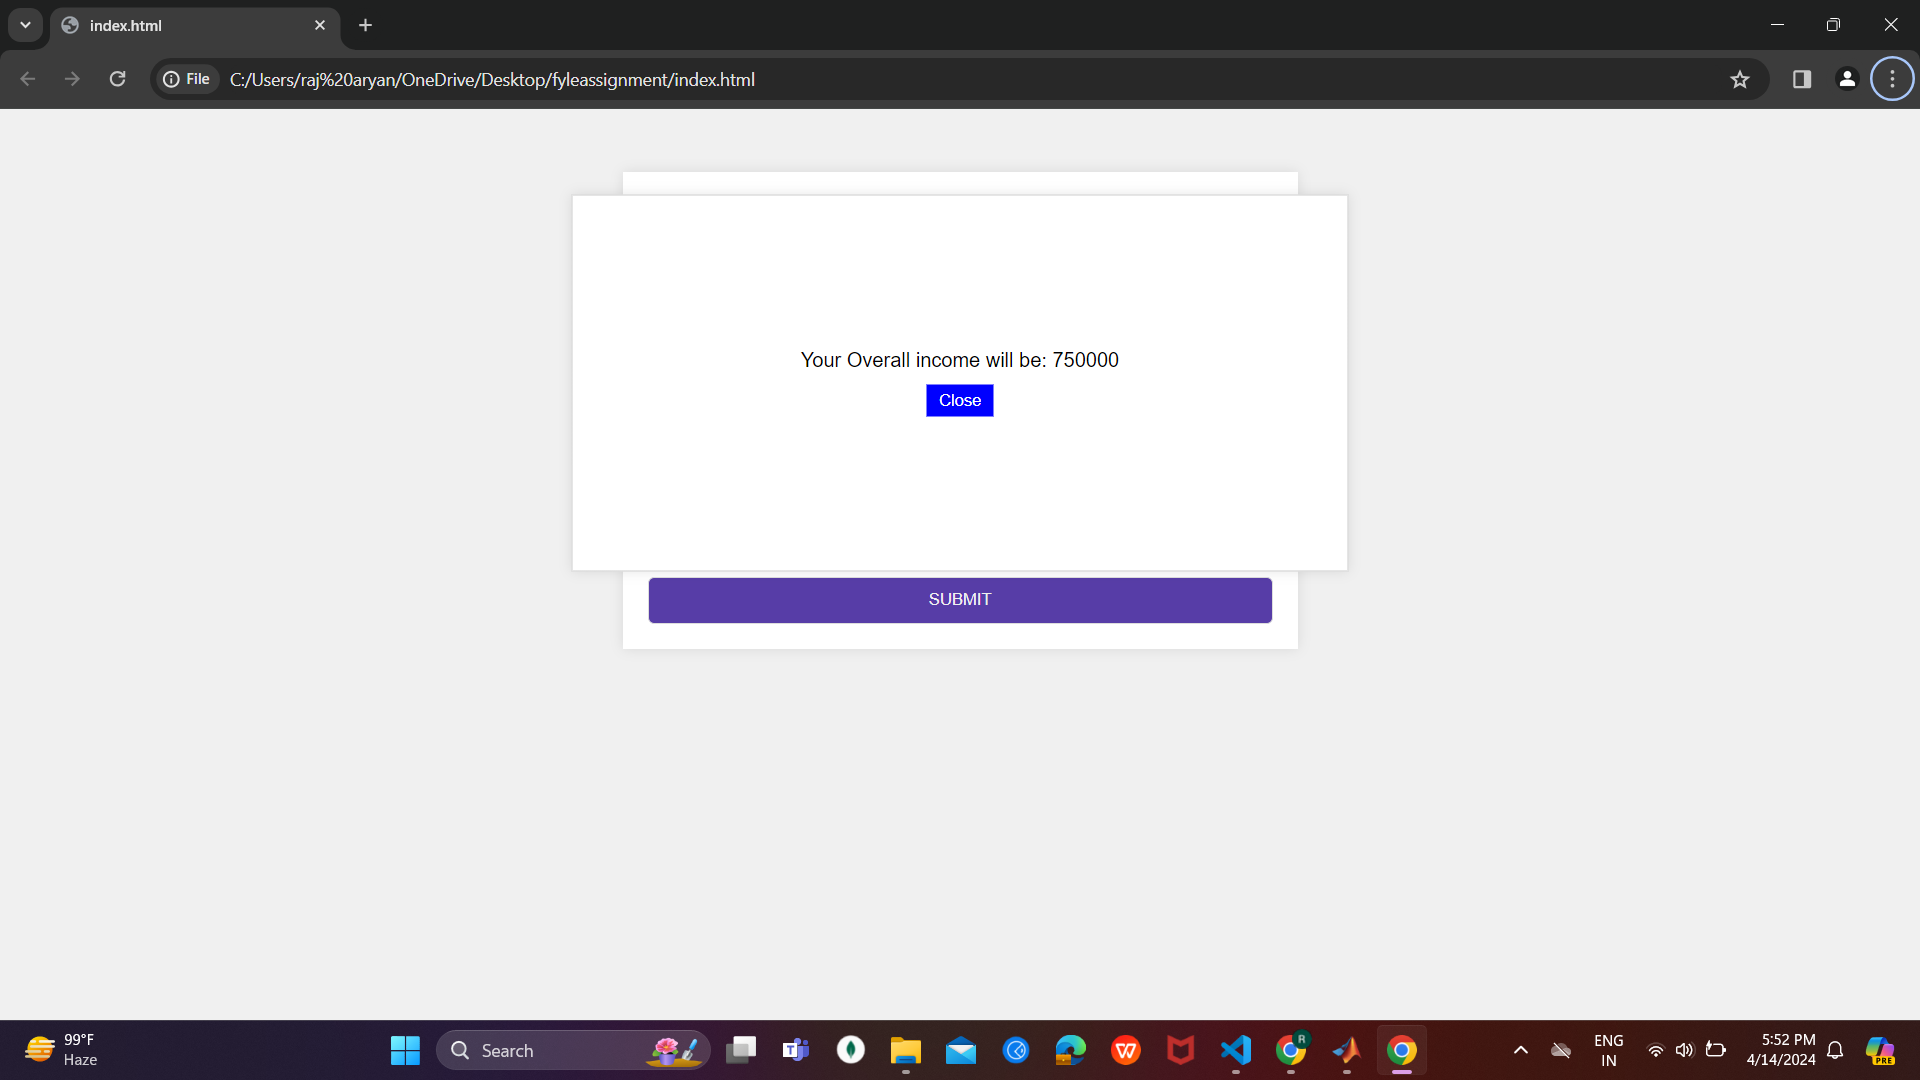 index.html
File
C:/Users/raj%20aryan/OneDrive/Desktop/fyleassignment/index.html
Your Overall income will be: 750000
Close
SUBMIT
99°F
Haze
Search
T
W
R
ENG
IN
5:52 PM
4/14/2024
PRE